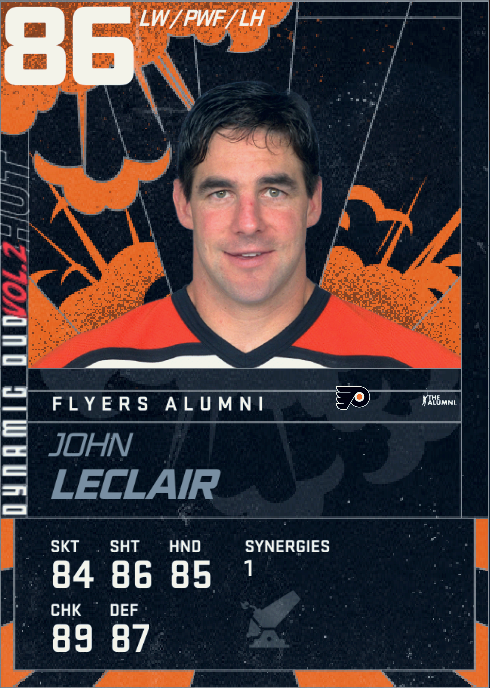 86
LW / PWF / LH
HUT
VOL.2
DYNAMIC DUO
FLYERS ALUMNI
THE ALUMNI
JOHN
LECLAIR
SKT SHT HND SYNERGIES
84 86 85 1
CHK DEF
89 87